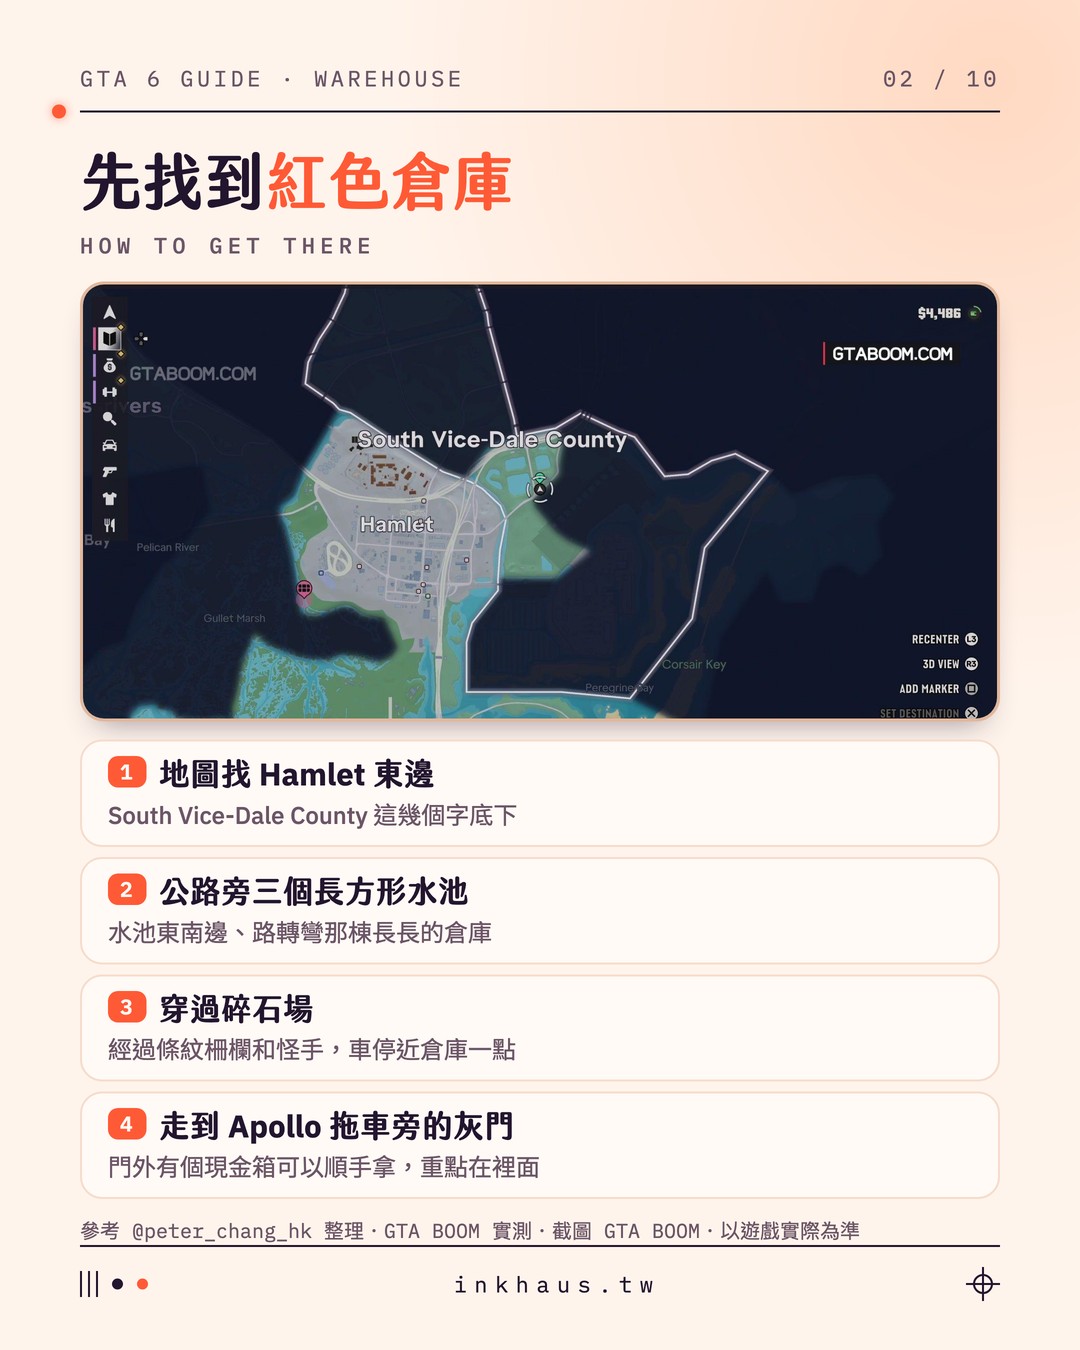 GTA 6 GUIDE · WAREHOUSE
02 / 10
先找到紅色倉庫
HOW TO GET THERE
$4,486
GTABOOM.COM
GTABOOM.COM
ers
South Vice-Dale County
Hamlet
Bay
Pelican River
Gullet Marsh
RECENTER L3
Corsair Key
3D VIEW R3
Peregrine Bay
ADD MARKER
SET DESTINATION
1 地圖找 Hamlet 東邊
South Vice-Dale County 這幾個字底下
2 公路旁三個長方形水池
水池東南邊、路轉彎那棟長長的倉庫
3 穿過碎石場
經過條紋柵欄和怪手，車停近倉庫一點
4 走到 Apollo 拖車旁的灰門
門外有個現金箱可以順手拿，重點在裡面
參考 @peter_chang_hk 整理·GTA BOOM 實測·截圖 GTA BOOM·以遊戲實際為準
inkhaus.tw